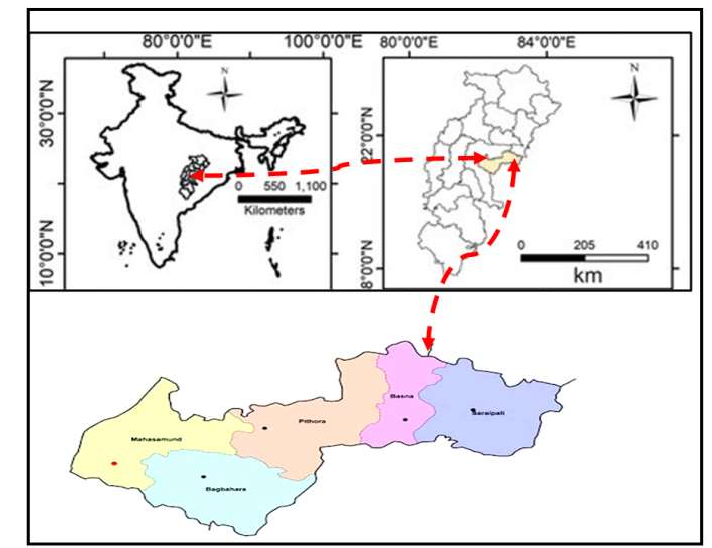 80°0'0"E 100°0'0"E
80°0'0"E 84°0'0"E
N
N
30°0'0"N
22°0'0"N
10°0'0"N
8°0'0"N
0 550 1,100
Kilometers
0 205 410
km
Basna
Saraipali
Pithora
Mahasamund
Bagbahara